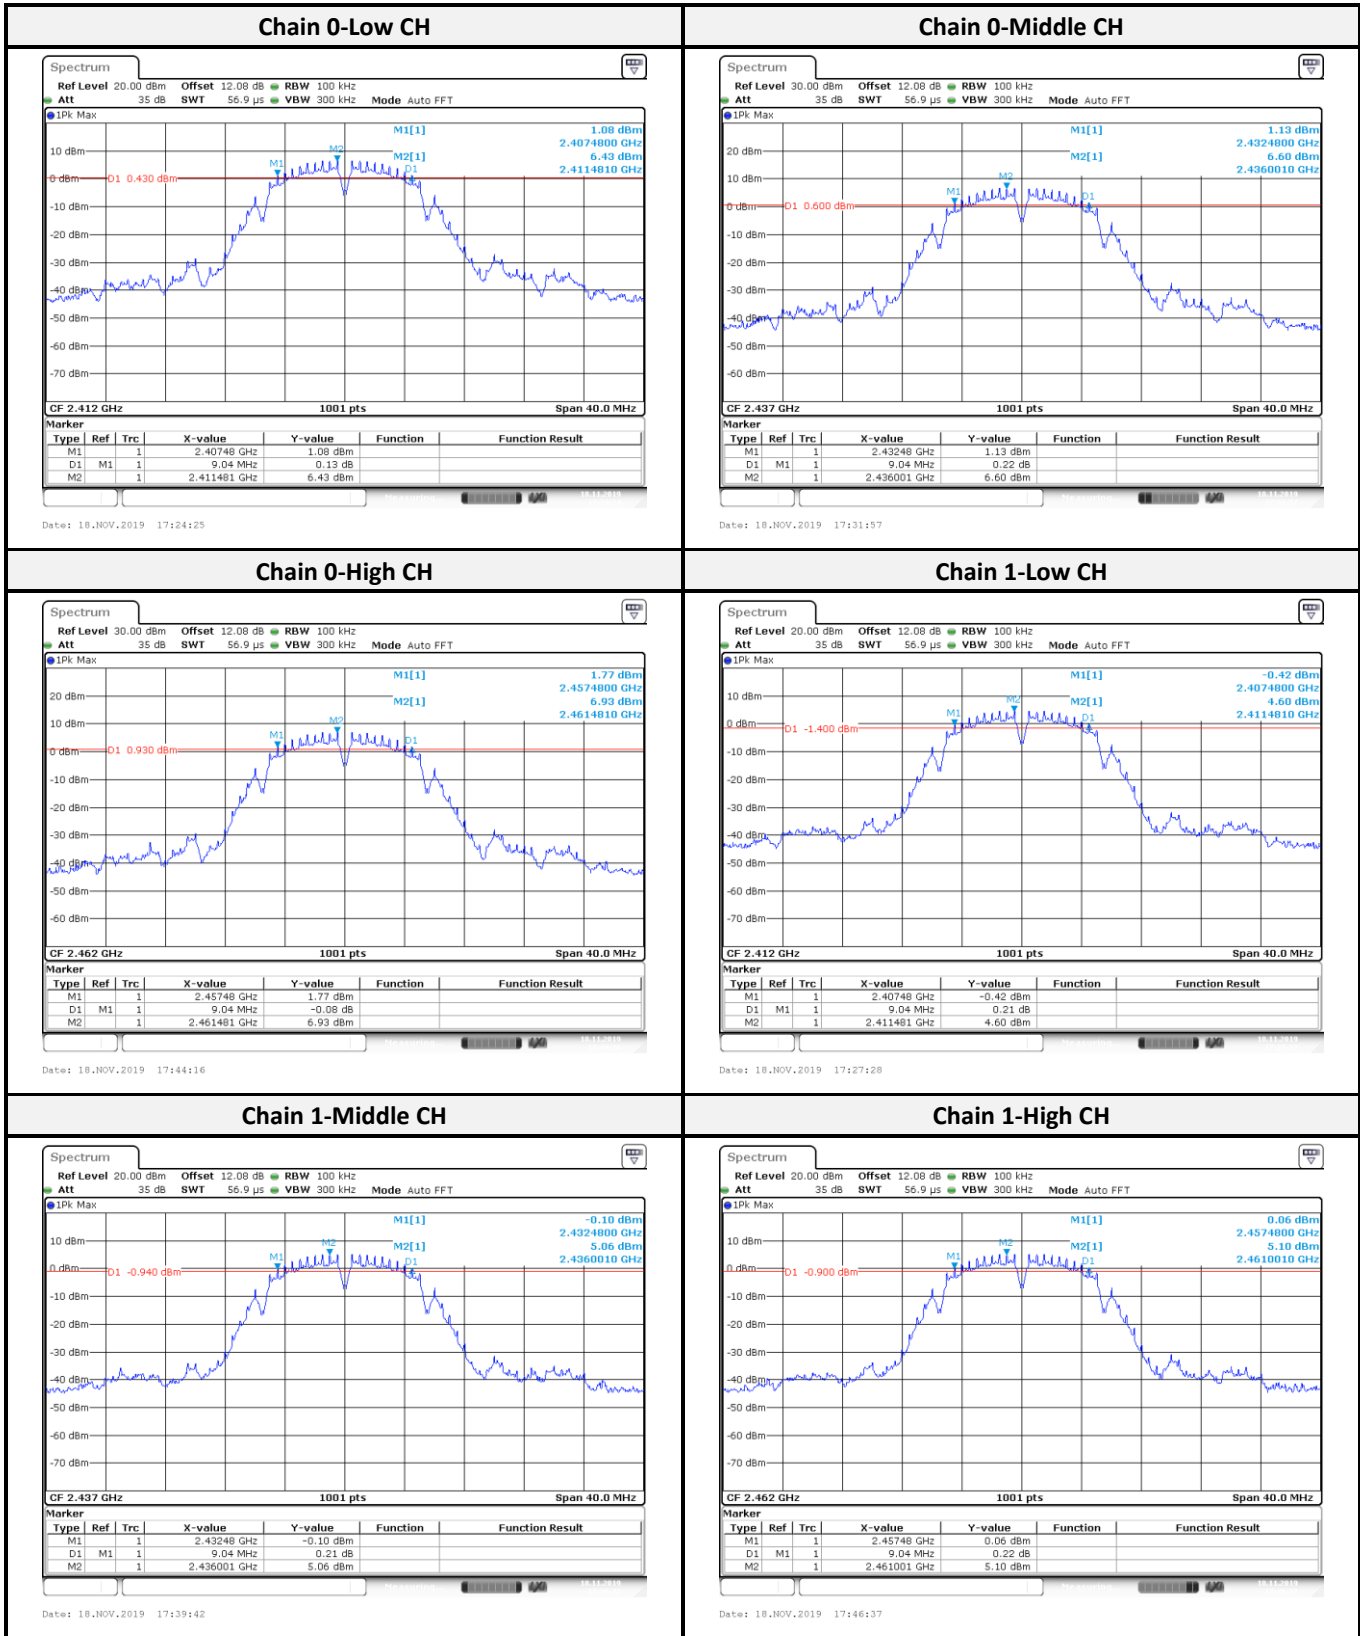 Chain 0-Low CH
Spectrum
Ref Level 20.00 dBm Offset 12.08 dB RBW 100 kHz
Att 35 dB SWT 56.9 µs VBW 300 kHz Mode Auto FFT
1Pk Max
M1[1] 1.08 dBm
2.4074800 GHz
M2[1] 6.43 dBm
2.4114810 GHz
10 dBm
0 dBm
-10 dBm
-20 dBm
-30 dBm
-40 dBm
-50 dBm
-60 dBm
-70 dBm
D1 0.430 dBm
M1
M2
D1
CF 2.412 GHz 1001 pts Span 40.0 MHz
Marker
Type Ref Trc X-value Y-value Function Function Result
M1 1 2.40748 GHz 1.08 dBm
D1 M1 1 9.04 MHz 0.13 dB
M2 1 2.411481 GHz 6.43 dBm
Date: 18.NOV.2019 17:24:25
Chain 0-Middle CH
Spectrum
Ref Level 30.00 dBm Offset 12.08 dB RBW 100 kHz
Att 35 dB SWT 56.9 µs VBW 300 kHz Mode Auto FFT
1Pk Max
M1[1] 1.13 dBm
2.4324800 GHz
M2[1] 6.60 dBm
2.4360010 GHz
20 dBm
10 dBm
0 dBm
-10 dBm
-20 dBm
-30 dBm
-40 dBm
-50 dBm
-60 dBm
D1 0.600 dBm
M1
M2
D1
CF 2.437 GHz 1001 pts Span 40.0 MHz
Marker
Type Ref Trc X-value Y-value Function Function Result
M1 1 2.43248 GHz 1.13 dBm
D1 M1 1 9.04 MHz 0.22 dB
M2 1 2.436001 GHz 6.60 dBm
Date: 18.NOV.2019 17:31:57
Chain 0-High CH
Spectrum
Ref Level 30.00 dBm Offset 12.08 dB RBW 100 kHz
Att 35 dB SWT 56.9 µs VBW 300 kHz Mode Auto FFT
1Pk Max
M1[1] 1.77 dBm
2.4574800 GHz
M2[1] 6.93 dBm
2.4614810 GHz
20 dBm
10 dBm
0 dBm
-10 dBm
-20 dBm
-30 dBm
-40 dBm
-50 dBm
-60 dBm
D1 0.930 dBm
M1
M2
D1
CF 2.462 GHz 1001 pts Span 40.0 MHz
Marker
Type Ref Trc X-value Y-value Function Function Result
M1 1 2.45748 GHz 1.77 dBm
D1 M1 1 9.04 MHz -0.08 dB
M2 1 2.461481 GHz 6.93 dBm
Date: 18.NOV.2019 17:44:16
Chain 1-Low CH
Spectrum
Ref Level 20.00 dBm Offset 12.08 dB RBW 100 kHz
Att 35 dB SWT 56.9 µs VBW 300 kHz Mode Auto FFT
1Pk Max
M1[1] -0.42 dBm
2.4074800 GHz
M2[1] 4.60 dBm
2.4114810 GHz
10 dBm
0 dBm
-10 dBm
-20 dBm
-30 dBm
-40 dBm
-50 dBm
-60 dBm
-70 dBm
D1 -1.400 dBm
M1
M2
D1
CF 2.412 GHz 1001 pts Span 40.0 MHz
Marker
Type Ref Trc X-value Y-value Function Function Result
M1 1 2.40748 GHz -0.42 dBm
D1 M1 1 9.04 MHz 0.21 dB
M2 1 2.411481 GHz 4.60 dBm
Date: 18.NOV.2019 17:27:28
Chain 1-Middle CH
Spectrum
Ref Level 20.00 dBm Offset 12.08 dB RBW 100 kHz
Att 35 dB SWT 56.9 µs VBW 300 kHz Mode Auto FFT
1Pk Max
M1[1] -0.10 dBm
2.4324800 GHz
M2[1] 5.06 dBm
2.4360010 GHz
10 dBm
0 dBm
-10 dBm
-20 dBm
-30 dBm
-40 dBm
-50 dBm
-60 dBm
-70 dBm
D1 -0.940 dBm
M1
M2
D1
CF 2.437 GHz 1001 pts Span 40.0 MHz
Marker
Type Ref Trc X-value Y-value Function Function Result
M1 1 2.43248 GHz -0.10 dBm
D1 M1 1 9.04 MHz 0.21 dB
M2 1 2.436001 GHz 5.06 dBm
Date: 18.NOV.2019 17:39:42
Chain 1-High CH
Spectrum
Ref Level 20.00 dBm Offset 12.08 dB RBW 100 kHz
Att 35 dB SWT 56.9 µs VBW 300 kHz Mode Auto FFT
1Pk Max
M1[1] 0.06 dBm
2.4574800 GHz
M2[1] 5.10 dBm
2.4610010 GHz
10 dBm
0 dBm
-10 dBm
-20 dBm
-30 dBm
-40 dBm
-50 dBm
-60 dBm
-70 dBm
D1 -0.900 dBm
M1
M2
D1
CF 2.462 GHz 1001 pts Span 40.0 MHz
Marker
Type Ref Trc X-value Y-value Function Function Result
M1 1 2.45748 GHz 0.06 dBm
D1 M1 1 9.04 MHz 0.22 dB
M2 1 2.461001 GHz 5.10 dBm
Date: 18.NOV.2019 17:46:37